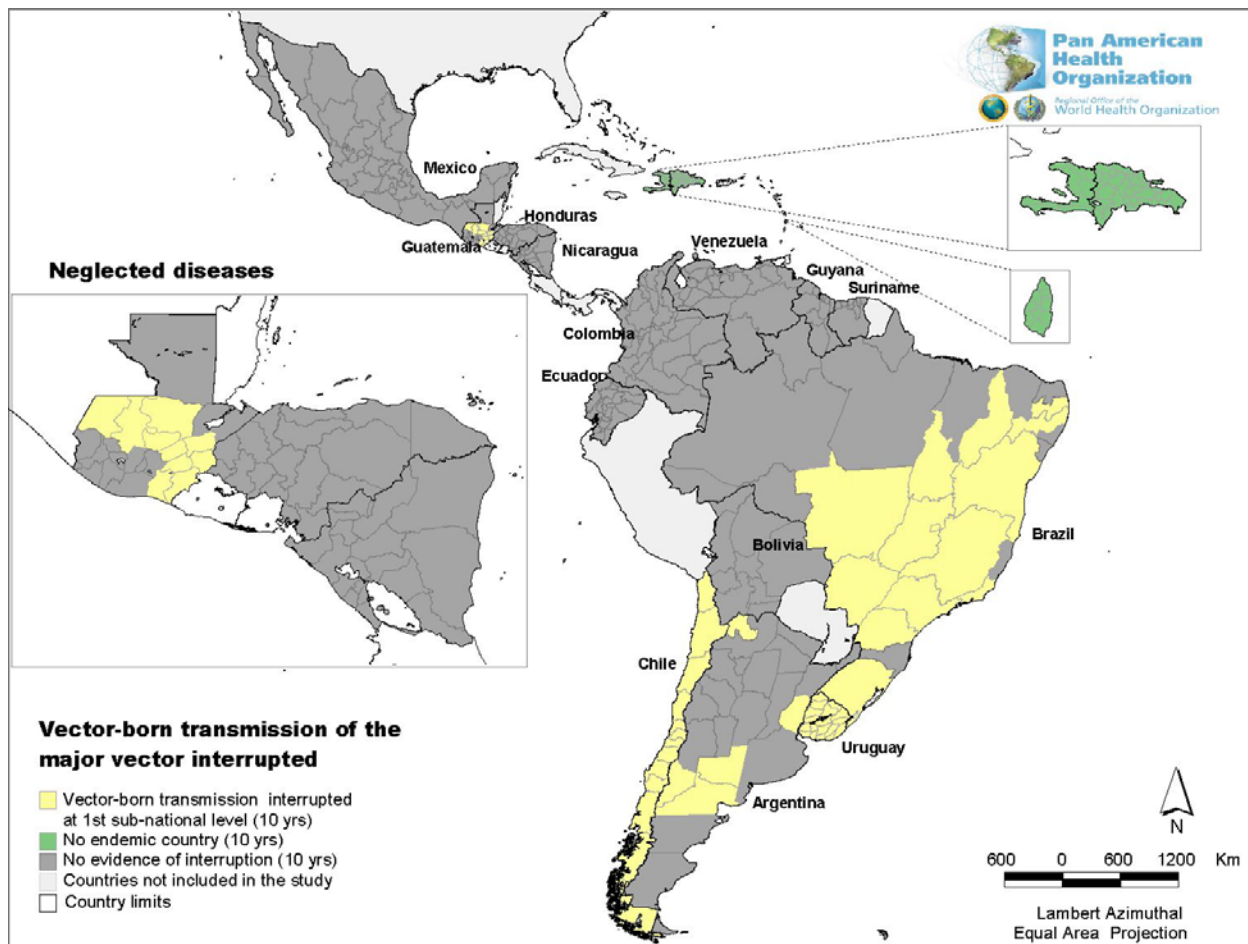 Pan American
Health
Organization
Regional Office of the
World Health Organization
Mexico
Honduras
Guatemala
Nicaragua
Venezuela
Guyana
Suriname
Neglected diseases
Colombia
Ecuador
Brazil
Bolivia
Chile
Uruguay
Argentina
Vector-born transmission of the
major vector interrupted
Vector-born transmission interrupted
at 1st sub-national level (10 yrs)
No endemic country (10 yrs)
No evidence of interruption (10 yrs)
Countries not included in the study
Country limits
N
600 0 600 1200 Km
Lambert Azimuthal
Equal Area Projection